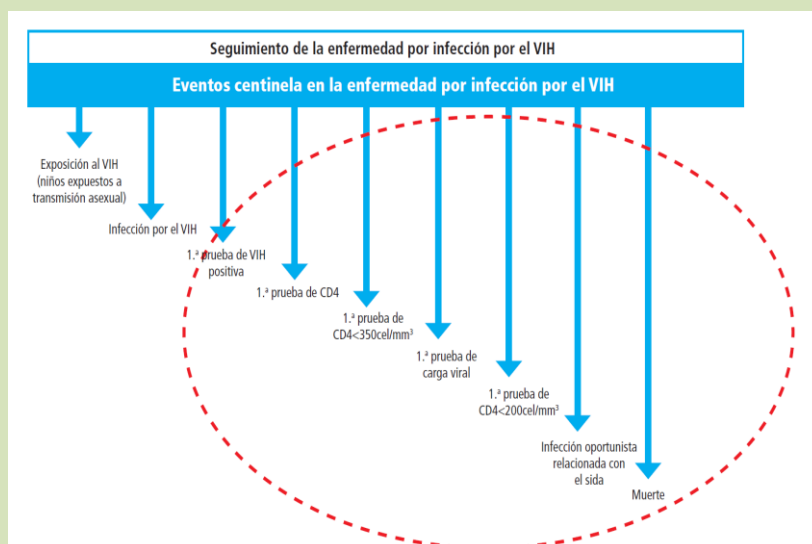 Seguimiento de la enfermedad por infección por el VIH
Eventos centinela en la enfermedad por infección por el VIH
Exposición al VIH
(niños expuestos a
transmisión asexual)
Infección por el VIH
1.ª prueba de VIH
positiva
1.ª prueba de CD4
1.ª prueba de
CD4<350cel/mm³
1.ª prueba de
carga viral
1.ª prueba de
CD4<200cel/mm³
Infección oportunista
relacionada con
el sida
Muerte